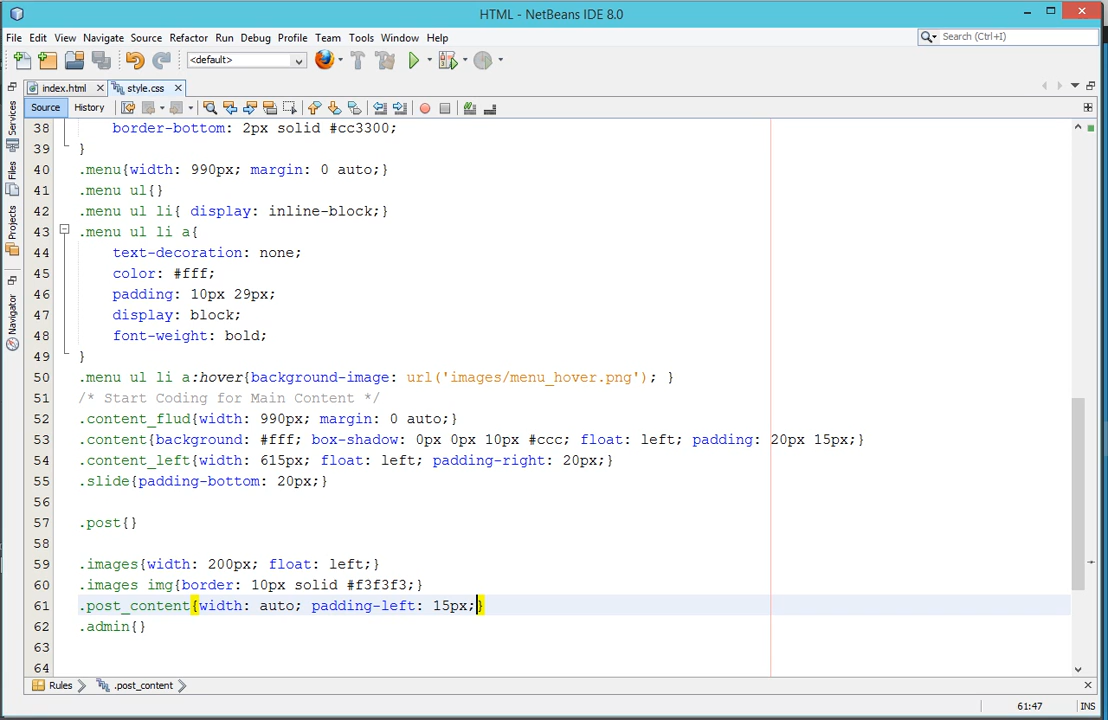 HTML - NetBeans IDE 8.0
File Edit View Navigate Source Refactor Run Debug Profile Team Tools Window Help
Search (Ctrl+I)
<default>
index.html
style.css
Source History
Services
Files
Projects
Navigator
38 border-bottom: 2px solid #cc3300;
39 }
40 .menu{width: 990px; margin: 0 auto;}
41 .menu ul{}
42 .menu ul li{ display: inline-block;}
43 .menu ul li a{
44 text-decoration: none;
45 color: #fff;
46 padding: 10px 29px;
47 display: block;
48 font-weight: bold;
49 }
50 .menu ul li a:hover{background-image: url('images/menu_hover.png'); }
51 /* Start Coding for Main Content */
52 .content_flud{width: 990px; margin: 0 auto;}
53 .content{background: #fff; box-shadow: 0px 0px 10px #ccc; float: left; padding: 20px 15px;}
54 .content_left{width: 615px; float: left; padding-right: 20px;}
55 .slide{padding-bottom: 20px;}
56
57 .post{}
58
59 .images{width: 200px; float: left;}
60 .images img{border: 10px solid #f3f3f3;}
61 .post_content{width: auto; padding-left: 15px;}
62 .admin{}
63
64
Rules .post_content
61:47 INS